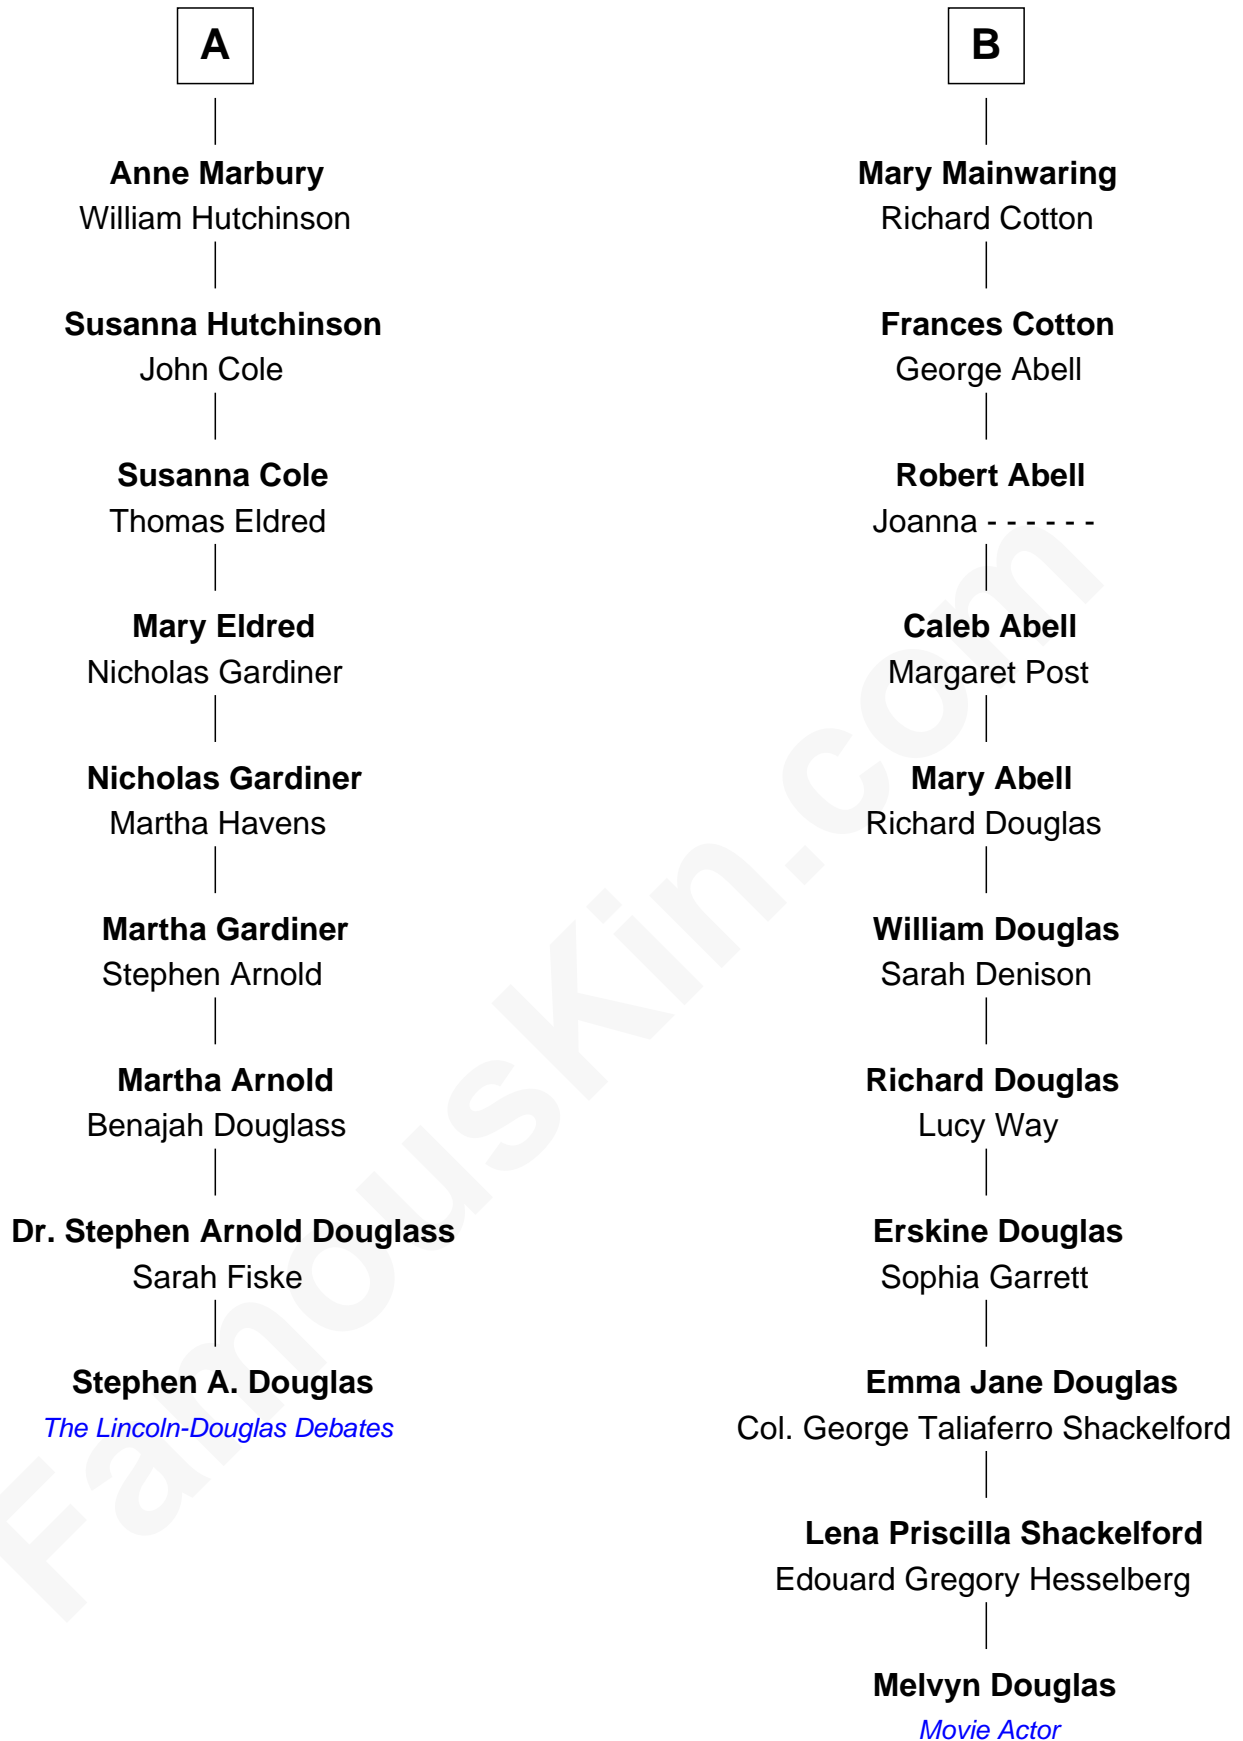 A
Anne Marbury
William Hutchinson
Susanna Hutchinson
John Cole
Susanna Cole
Thomas Eldred
Mary Eldred
Nicholas Gardiner
Nicholas Gardiner
Martha Havens
Martha Gardiner
Stephen Arnold
Martha Arnold
Benajah Douglass
Dr. Stephen Arnold Douglass
Sarah Fiske
Stephen A. Douglas
The Lincoln-Douglas Debates
B
Mary Mainwaring
Richard Cotton
Frances Cotton
George Abell
Robert Abell
Joanna - - - - - -
Caleb Abell
Margaret Post
Mary Abell
Richard Douglas
William Douglas
Sarah Denison
Richard Douglas
Lucy Way
Erskine Douglas
Sophia Garrett
Emma Jane Douglas
Col. George Taliaferro Shackelford
Lena Priscilla Shackelford
Edouard Gregory Hesselberg
Melvyn Douglas
Movie Actor
FamousKin.com